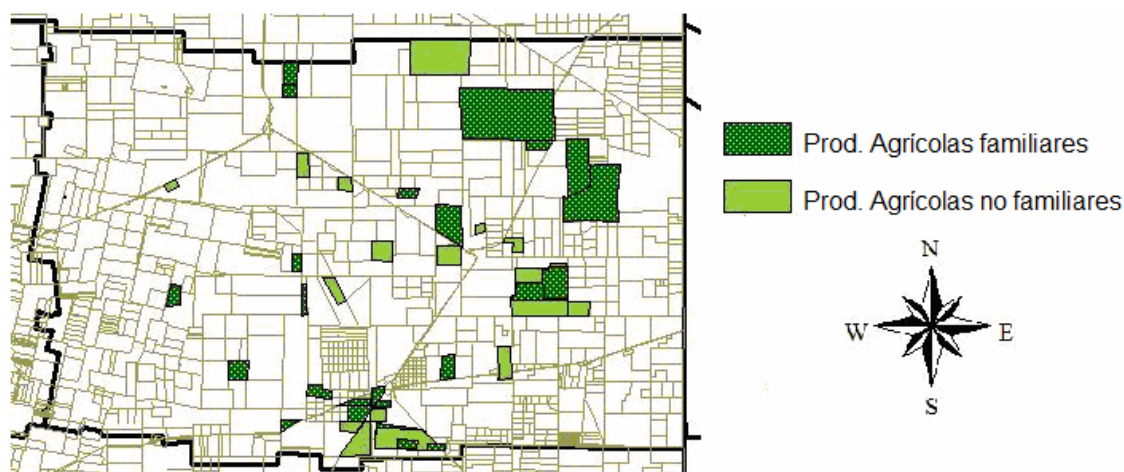 Prod. Agrícolas familiares
Prod. Agrícolas no familiares
N
W E
S